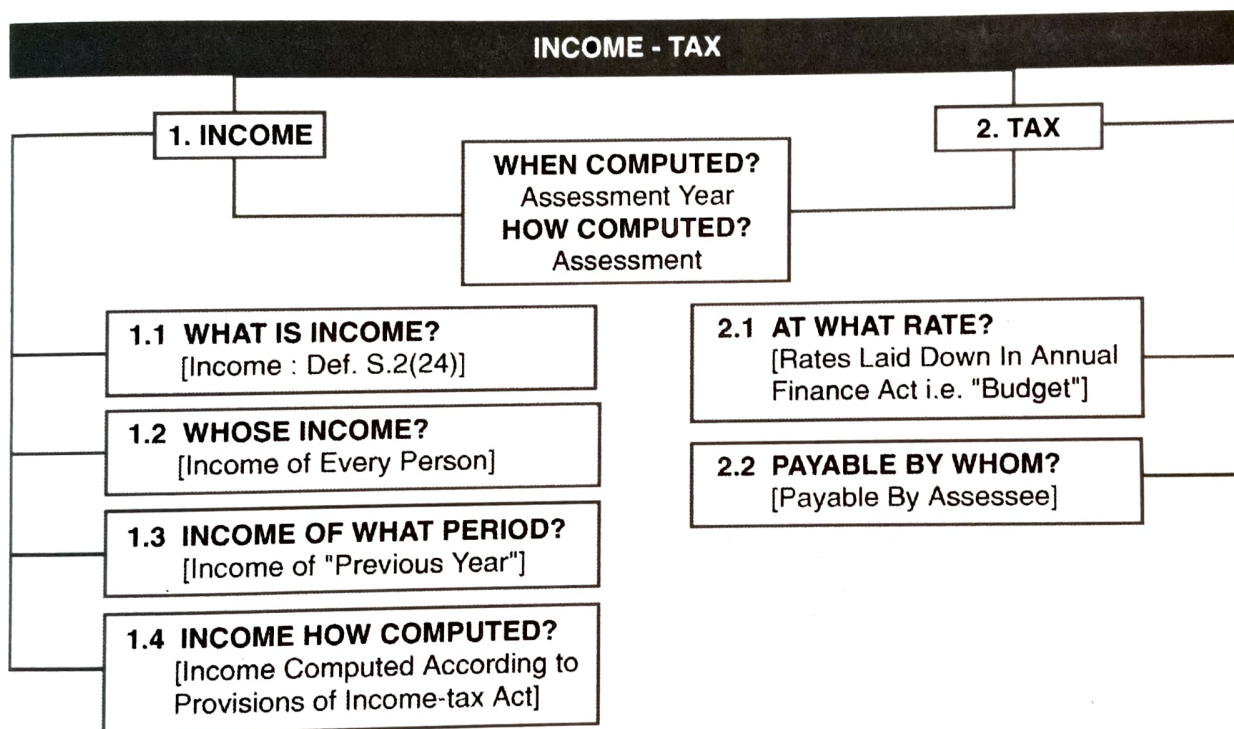 INCOME - TAX
1. INCOME
2. TAX
WHEN COMPUTED?
Assessment Year
HOW COMPUTED?
Assessment
1.1 WHAT IS INCOME?
[Income : Def. S.2(24)]
1.2 WHOSE INCOME?
[Income of Every Person]
1.3 INCOME OF WHAT PERIOD?
[Income of "Previous Year"]
1.4 INCOME HOW COMPUTED?
[Income Computed According to
Provisions of Income-tax Act]
2.1 AT WHAT RATE?
[Rates Laid Down In Annual
Finance Act i.e. "Budget"]
2.2 PAYABLE BY WHOM?
[Payable By Assessee]